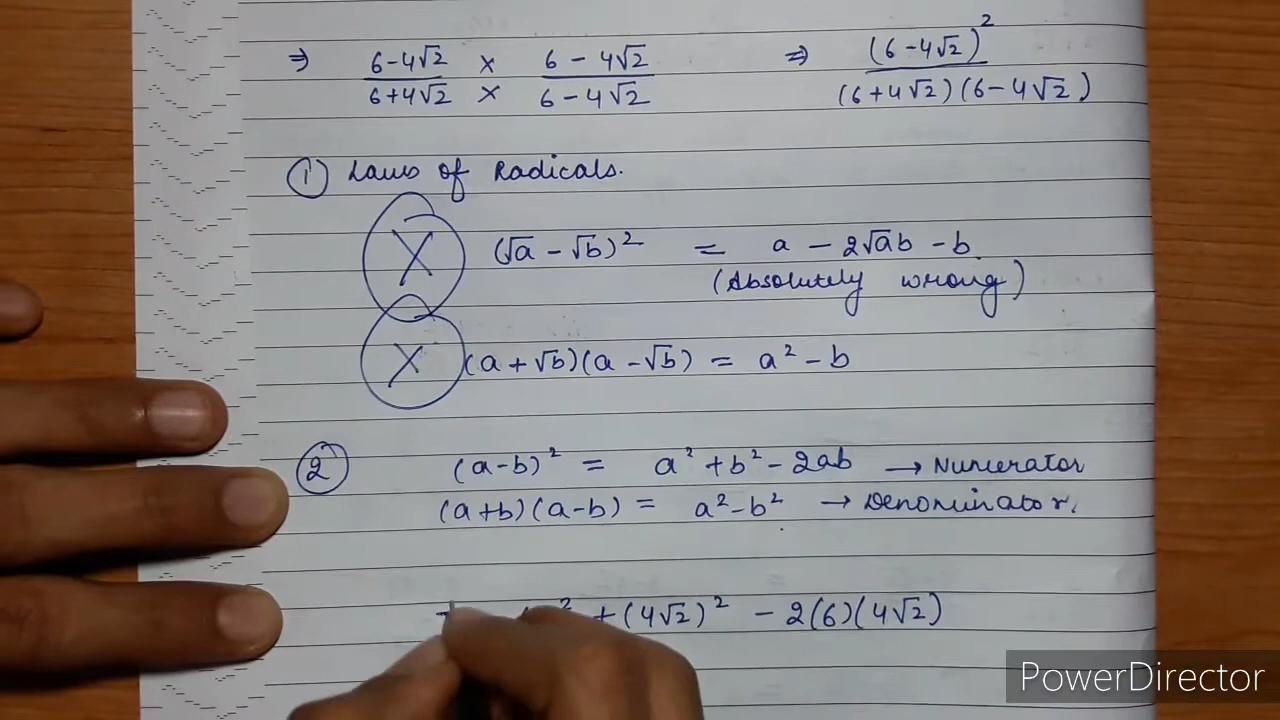 ⇒ 6-4√2 × 6-4√2 ⇒ (6-4√2)²
6+4√2 × 6-4√2 (6+4√2)(6-4√2)
① Laws of Radicals.
X (√a - √b)² = a - 2√ab - b
(Absolutely wrong)
X (a+√b)(a-√b) = a² - b
② (a-b)² = a² + b² - 2ab → Numerator
(a+b)(a-b) = a² - b² → Denominator.
² + (4√2)² - 2(6)(4√2)
PowerDirector